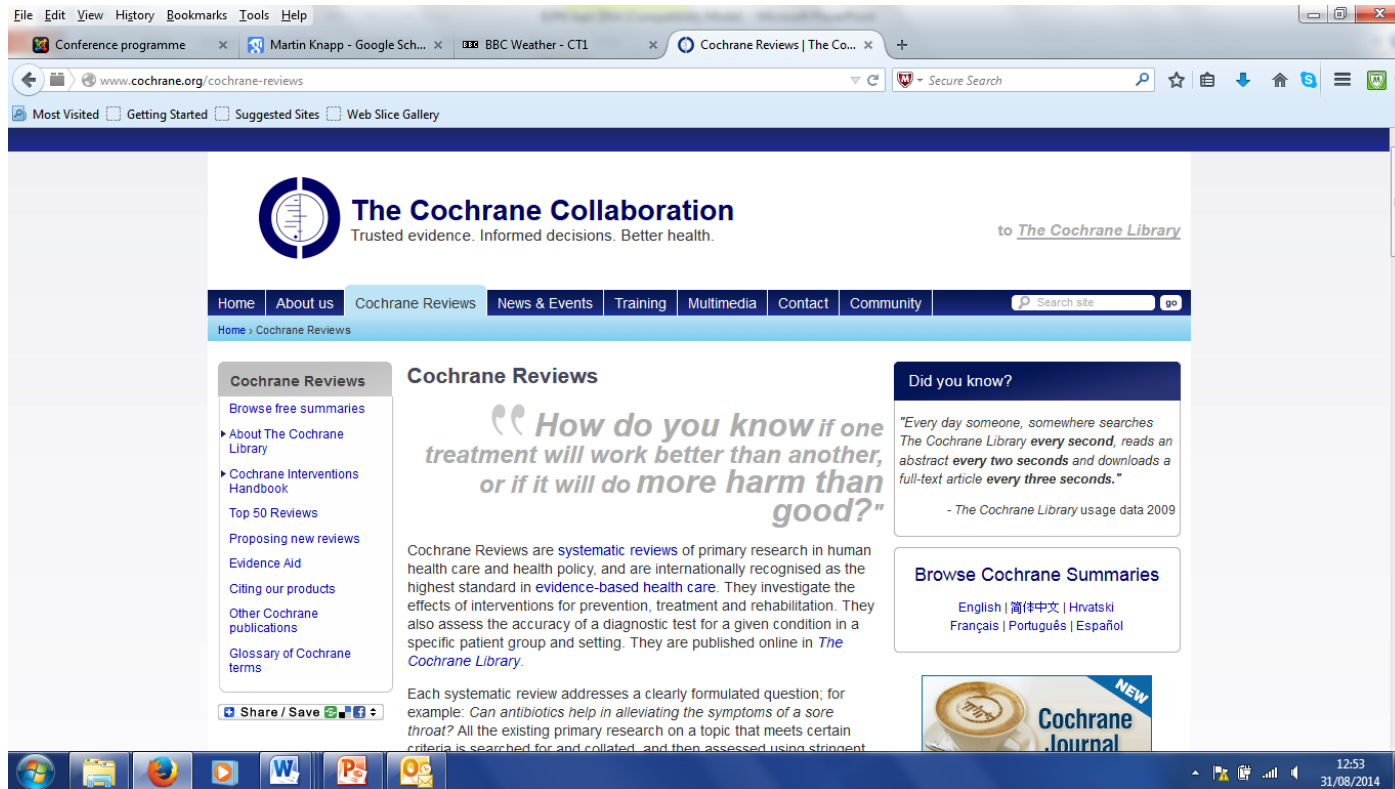 File Edit View History Bookmarks Tools Help
Conference programme × Martin Knapp - Google Sch... × BBC BBC Weather - CT1 × Cochrane Reviews | The Co... × +
www.cochrane.org/cochrane-reviews Secure Search
Most Visited Getting Started Suggested Sites Web Slice Gallery
The Cochrane Collaboration
Trusted evidence. Informed decisions. Better health.
to The Cochrane Library
Home About us Cochrane Reviews News & Events Training Multimedia Contact Community Search site go
Home › Cochrane Reviews
Cochrane Reviews
Browse free summaries
About The Cochrane
Library
Cochrane Interventions
Handbook
Top 50 Reviews
Proposing new reviews
Evidence Aid
Citing our products
Other Cochrane
publications
Glossary of Cochrane
terms
Share / Save
Cochrane Reviews
“ How do you know if one
treatment will work better than another,
or if it will do more harm than
good?"
Cochrane Reviews are systematic reviews of primary research in human
health care and health policy, and are internationally recognised as the
highest standard in evidence-based health care. They investigate the
effects of interventions for prevention, treatment and rehabilitation. They
also assess the accuracy of a diagnostic test for a given condition in a
specific patient group and setting. They are published online in The
Cochrane Library.
Each systematic review addresses a clearly formulated question; for
example: Can antibiotics help in alleviating the symptoms of a sore
throat? All the existing primary research on a topic that meets certain
criteria is searched for and collated, and then assessed using stringent
Did you know?
"Every day someone, somewhere searches
The Cochrane Library every second, reads an
abstract every two seconds and downloads a
full-text article every three seconds."
- The Cochrane Library usage data 2009
Browse Cochrane Summaries
English | 简体中文 | Hrvatski
Français | Português | Español
NEW
Cochrane
Journal
12:53
31/08/2014